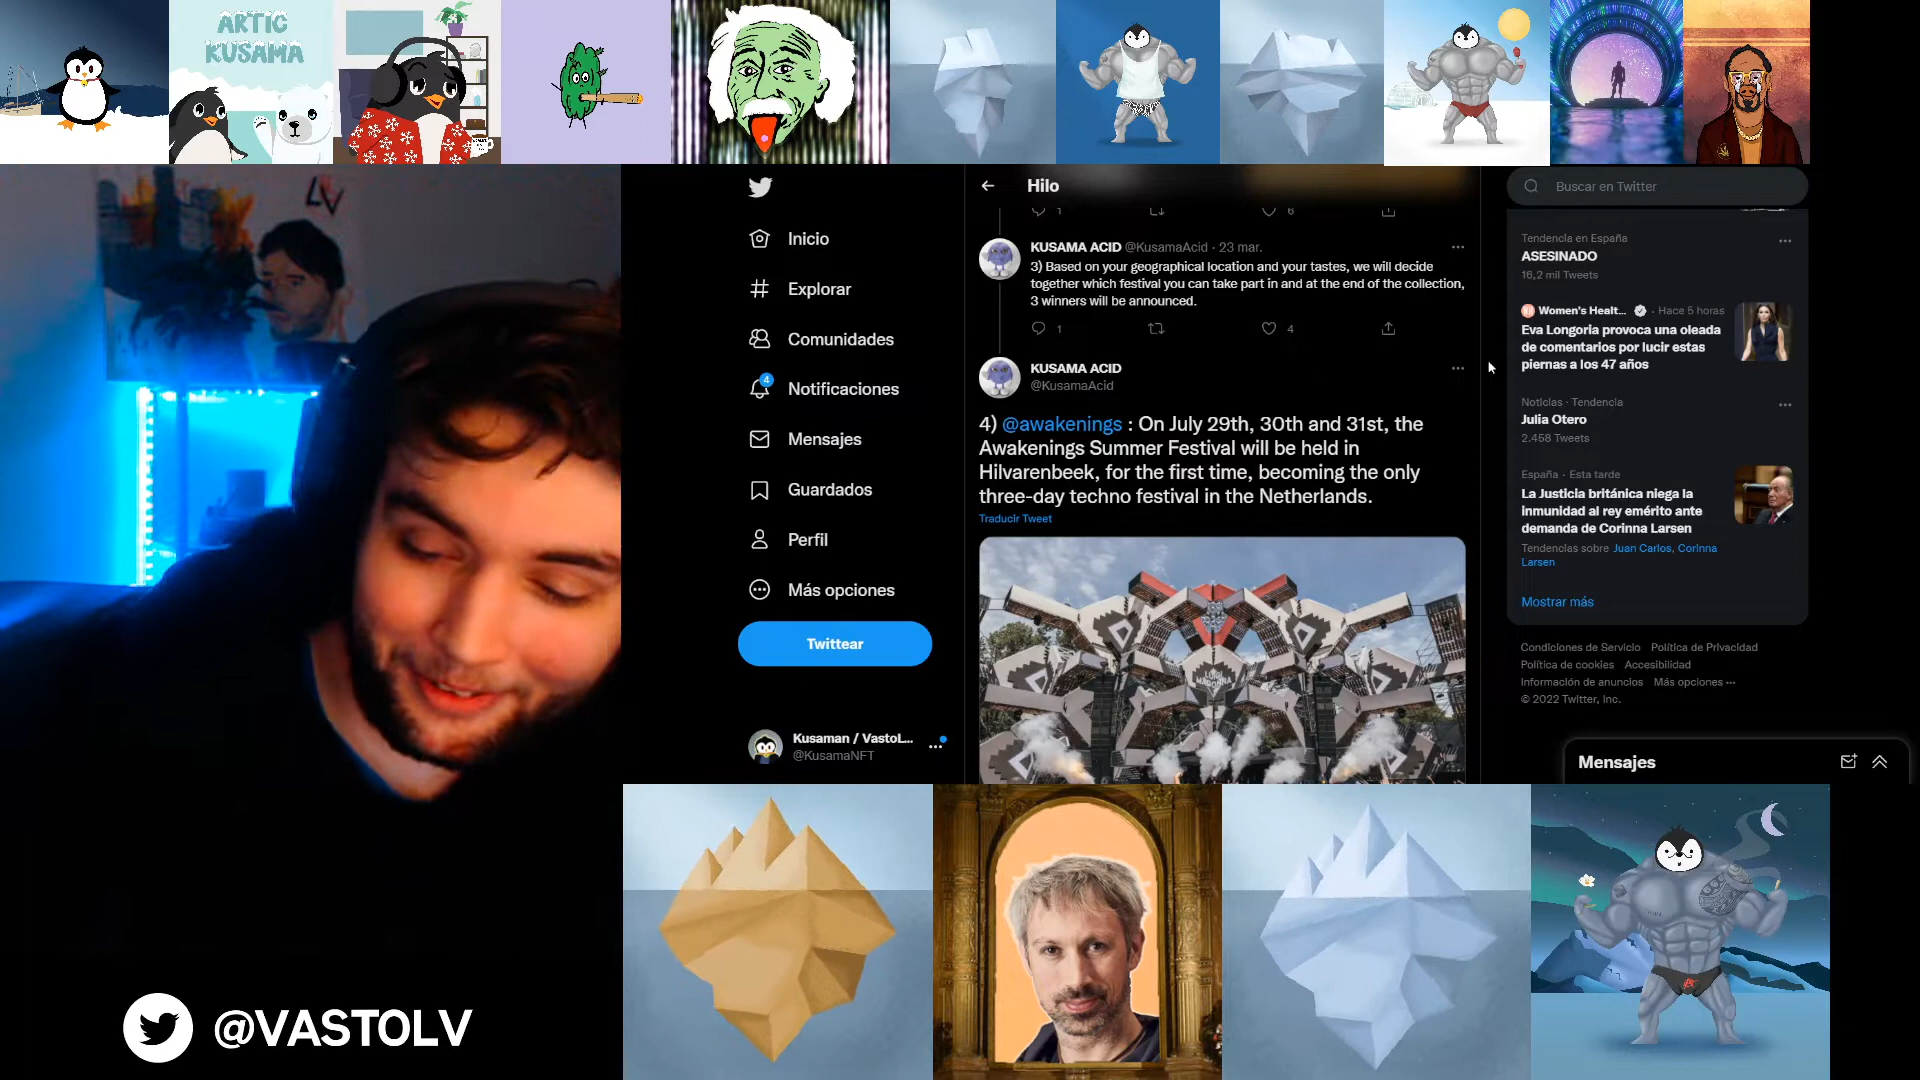 ARTIC
KUSAMA
LV
Inicio
Explorar
Comunidades
4
Notificaciones
Mensajes
Guardados
Perfil
Más opciones
Twittear
Kusaman / VastoL...
@KusamaNFT
Hilo
1
6
KUSAMA ACID @KusamaAcid · 23 mar.
3) Based on your geographical location and your tastes, we will decide
together which festival you can take part in and at the end of the collection,
3 winners will be announced.
1
4
KUSAMA ACID
@KusamaAcid
4) @awakenings : On July 29th, 30th and 31st, the
Awakenings Summer Festival will be held in
Hilvarenbeek, for the first time, becoming the only
three-day techno festival in the Netherlands.
Traducir Tweet
LUIGI
MADONNA
Buscar en Twitter
Tendencia en España
ASESINADO
16,2 mil Tweets
Women's Healt... · Hace 5 horas
Eva Longoria provoca una oleada
de comentarios por lucir estas
piernas a los 47 años
Noticias · Tendencia
Julia Otero
2.458 Tweets
España · Esta tarde
La Justicia británica niega la
inmunidad al rey emérito ante
demanda de Corinna Larsen
Tendencias sobre Juan Carlos, Corinna
Larsen
Mostrar más
Condiciones de Servicio Política de Privacidad
Política de cookies Accesibilidad
Información de anuncios Más opciones ···
© 2022 Twitter, Inc.
Mensajes
@VASTOLV